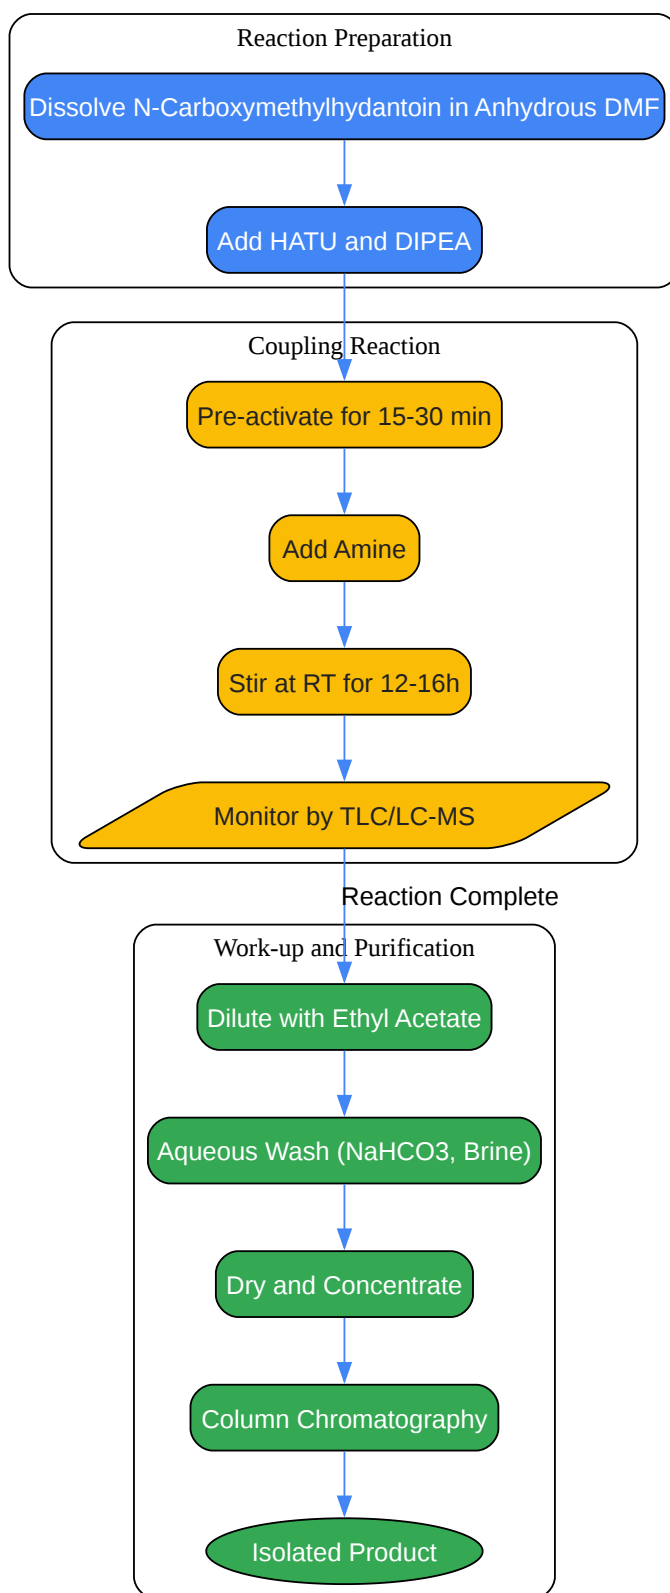 Reaction Preparation
Dissolve N-Carboxymethylhydantoin in Anhydrous DMF
Add HATU and DIPEA
Coupling Reaction
Pre-activate for 15-30 min
Add Amine
Stir at RT for 12-16h
Monitor by TLC/LC-MS
Reaction Complete
Work-up and Purification
Dilute with Ethyl Acetate
Aqueous Wash (NaHCO3, Brine)
Dry and Concentrate
Column Chromatography
Isolated Product